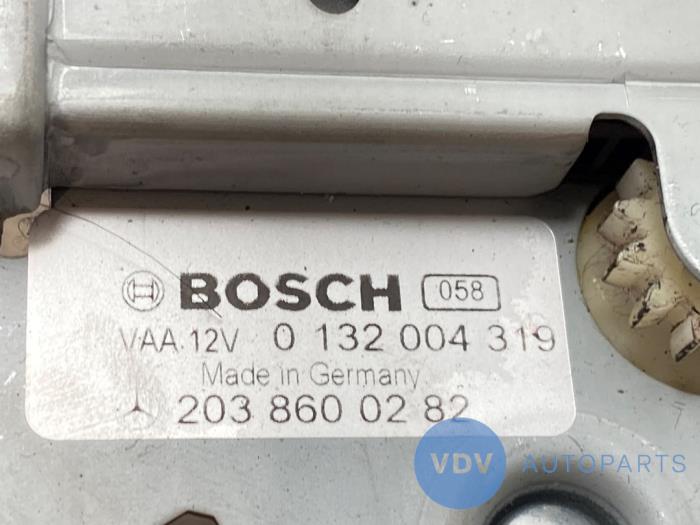 BOSCH 058
VAA 12V 0 132 004 319
Made in Germany
203 860 02 82
VDV AUTOPARTS